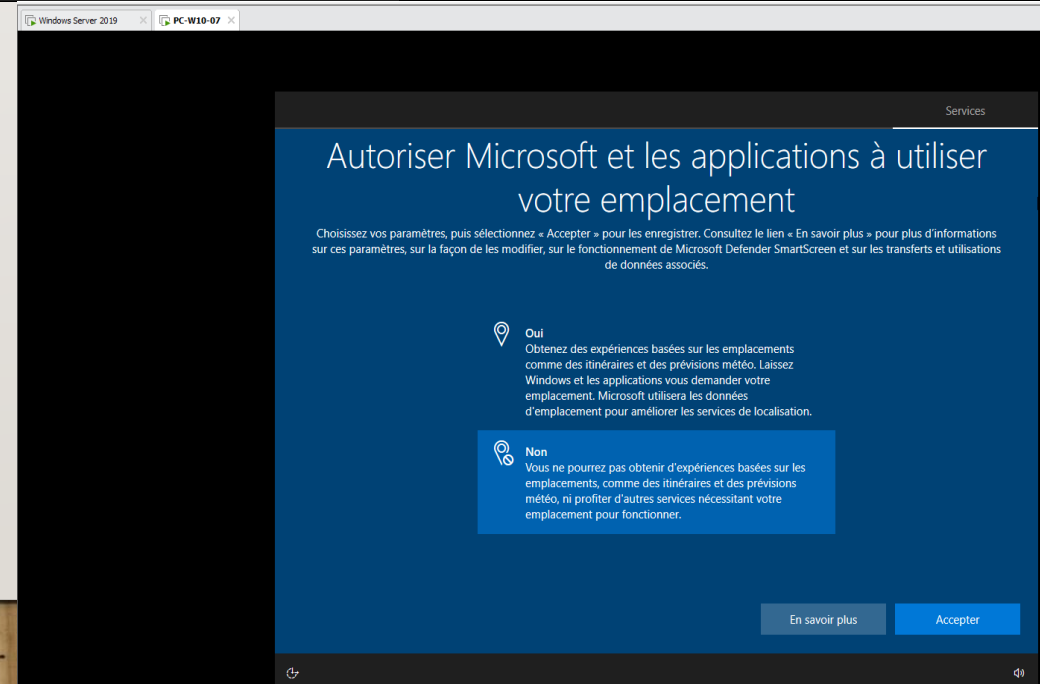 Windows Server 2019
PC-W10-07
Services
Autoriser Microsoft et les applications à utiliser
votre emplacement
Choisissez vos paramètres, puis sélectionnez « Accepter » pour les enregistrer. Consultez le lien « En savoir plus » pour plus d'informations
sur ces paramètres, sur la façon de les modifier, sur le fonctionnement de Microsoft Defender SmartScreen et sur les transferts et utilisations
de données associés.
Oui
Obtenez des expériences basées sur les emplacements
comme des itinéraires et des prévisions météo. Laissez
Windows et les applications vous demander votre
emplacement. Microsoft utilisera les données
d'emplacement pour améliorer les services de localisation.
Non
Vous ne pourrez pas obtenir d'expériences basées sur les
emplacements, comme des itinéraires et des prévisions
météo, ni profiter d'autres services nécessitant votre
emplacement pour fonctionner.
En savoir plus
Accepter